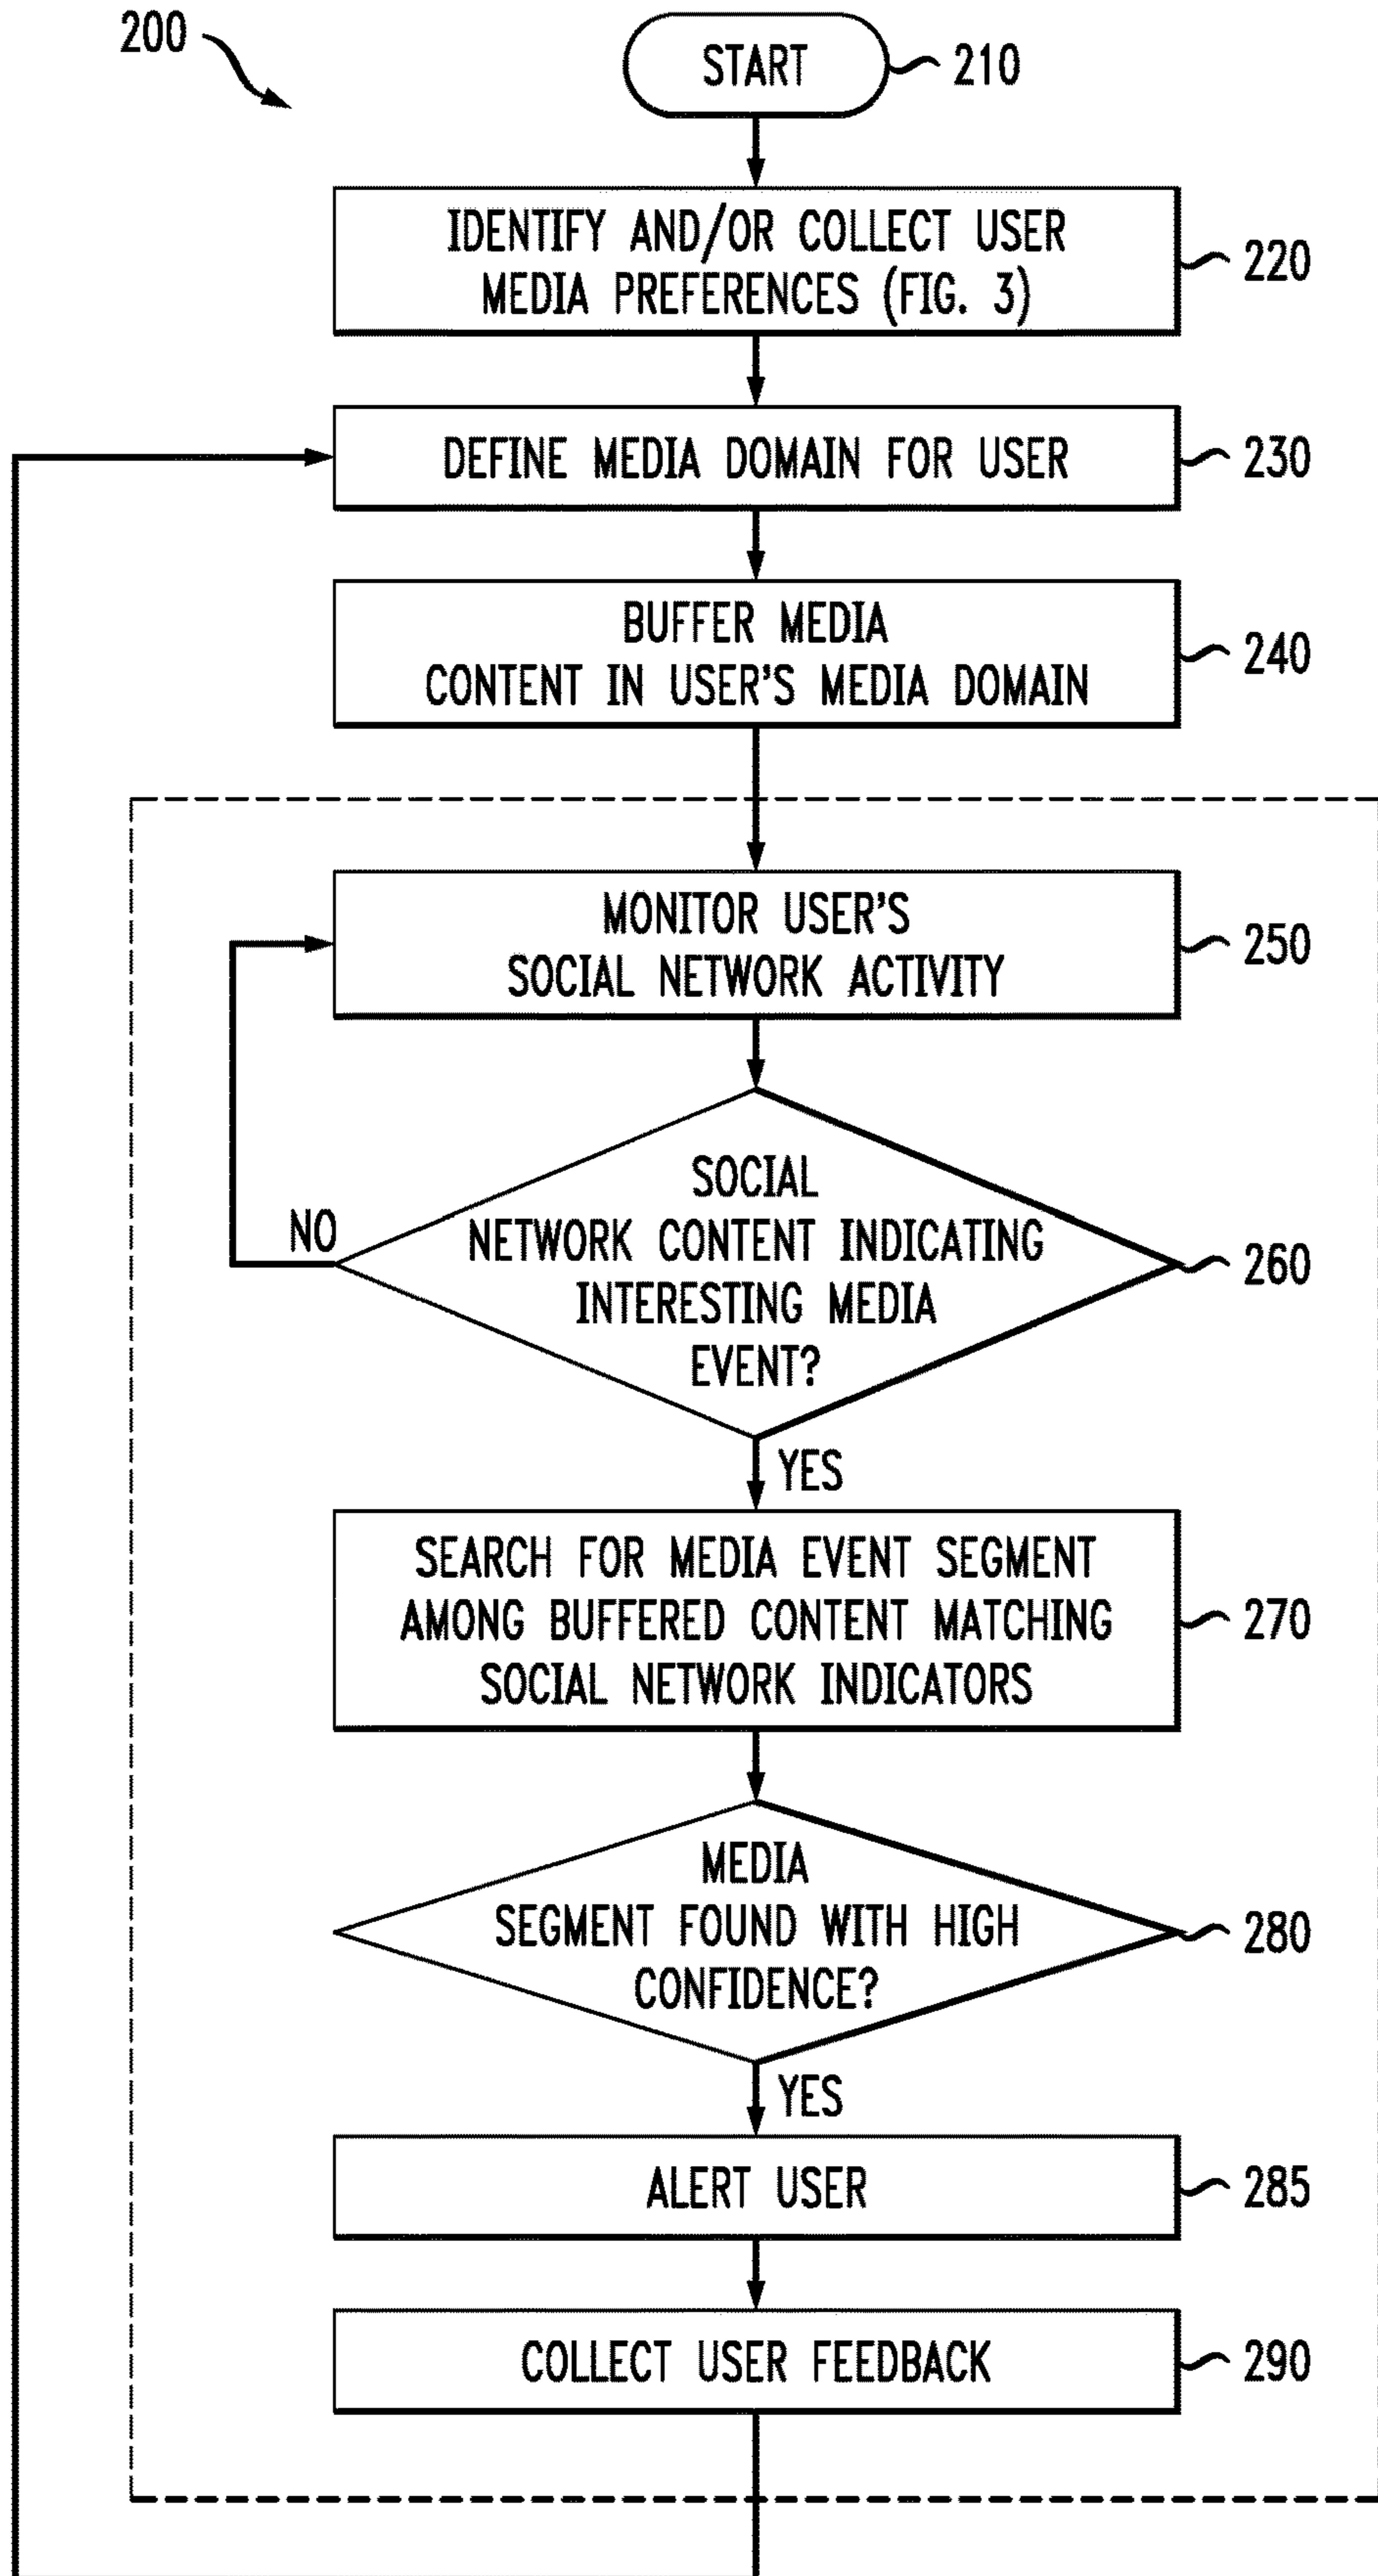 200
START
210
IDENTIFY AND/OR COLLECT USER
MEDIA PREFERENCES (FIG. 3)
220
DEFINE MEDIA DOMAIN FOR USER
230
BUFFER MEDIA
CONTENT IN USER'S MEDIA DOMAIN
240
MONITOR USER'S
SOCIAL NETWORK ACTIVITY
250
SOCIAL
NETWORK CONTENT INDICATING
INTERESTING MEDIA
EVENT?
260
NO
YES
SEARCH FOR MEDIA EVENT SEGMENT
AMONG BUFFERED CONTENT MATCHING
SOCIAL NETWORK INDICATORS
270
MEDIA
SEGMENT FOUND WITH HIGH
CONFIDENCE?
280
YES
ALERT USER
285
COLLECT USER FEEDBACK
290